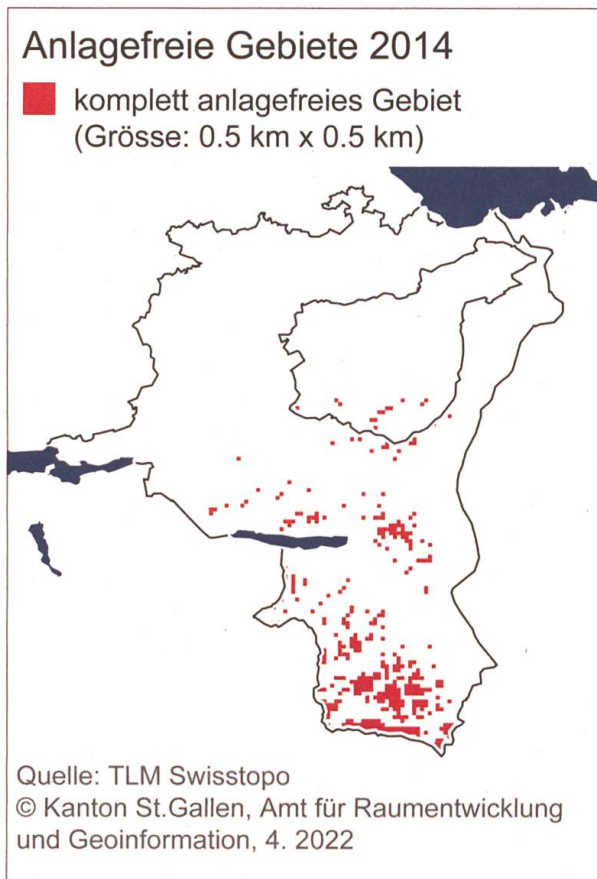 Anlagefreie Gebiete 2014
komplett anlagefreies Gebiet
(Grösse: 0.5 km x 0.5 km)
Quelle: TLM Swisstopo
© Kanton St.Gallen, Amt für Raumentwicklung
und Geoinformation, 4. 2022